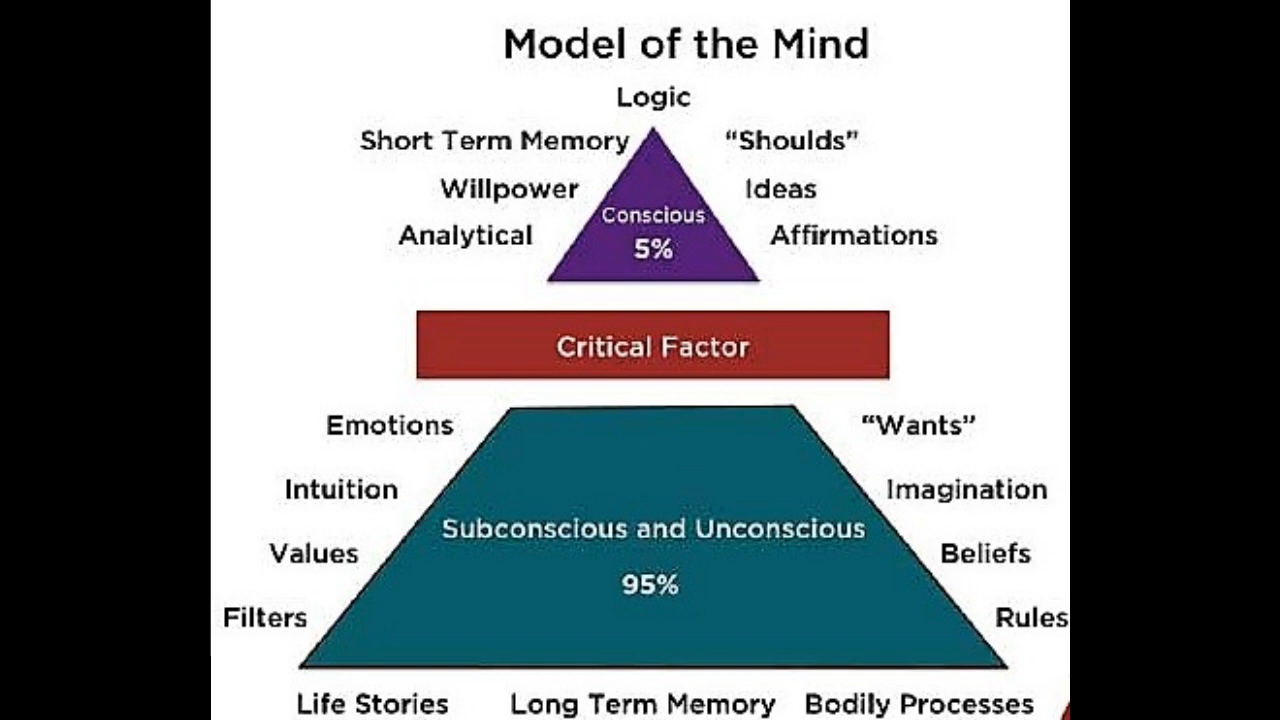 Model of the Mind
Logic
Short Term Memory
“Shoulds”
Willpower
Ideas
Conscious
Analytical
5%
Affirmations
Critical Factor
Emotions
“Wants”
Intuition
Imagination
Subconscious and Unconscious
Values
Beliefs
95%
Filters
Rules
Life Stories
Long Term Memory
Bodily Processes